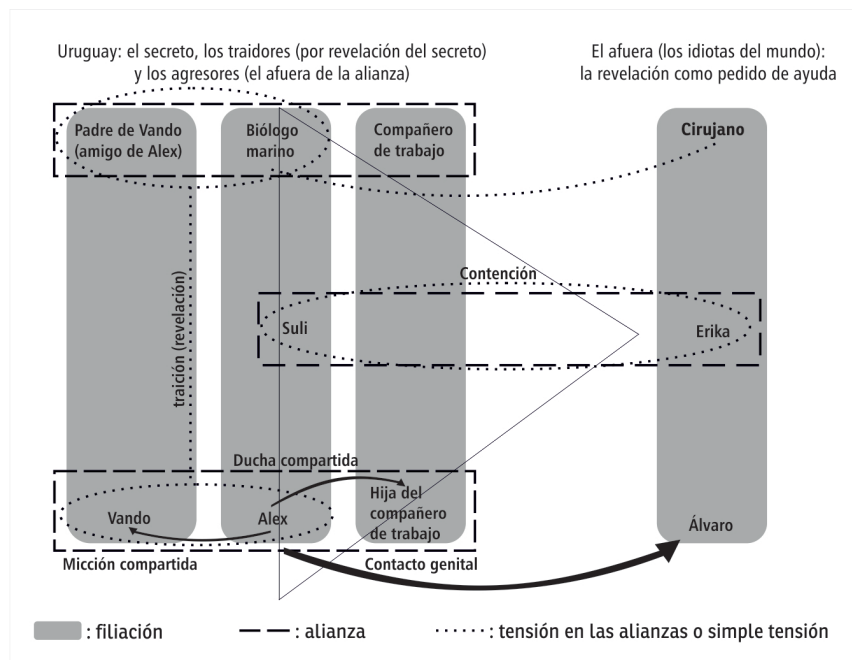 Uruguay: el secreto, los traidores (por revelación del secreto)
y los agresores (el afuera de la alianza)
El afuera (los idiotas del mundo):
la revelación como pedido de ayuda
Padre de Vando
(amigo de Alex)
Biólogo
marino
Compañero
de trabajo
Cirujano
traición (revelación)
Contención
Suli
Erika
Ducha compartida
Vando
Alex
Hija del
compañero
de trabajo
Álvaro
Micción compartida
Contacto genital
: filiación
: alianza
: tensión en las alianzas o simple tensión